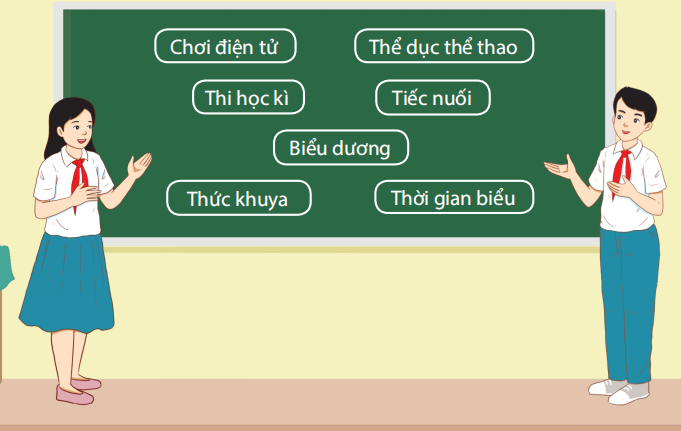 Chơi điện tử
Thể dục thể thao
Thi học kì
Tiếc nuối
Biểu dương
Thức khuya
Thời gian biểu